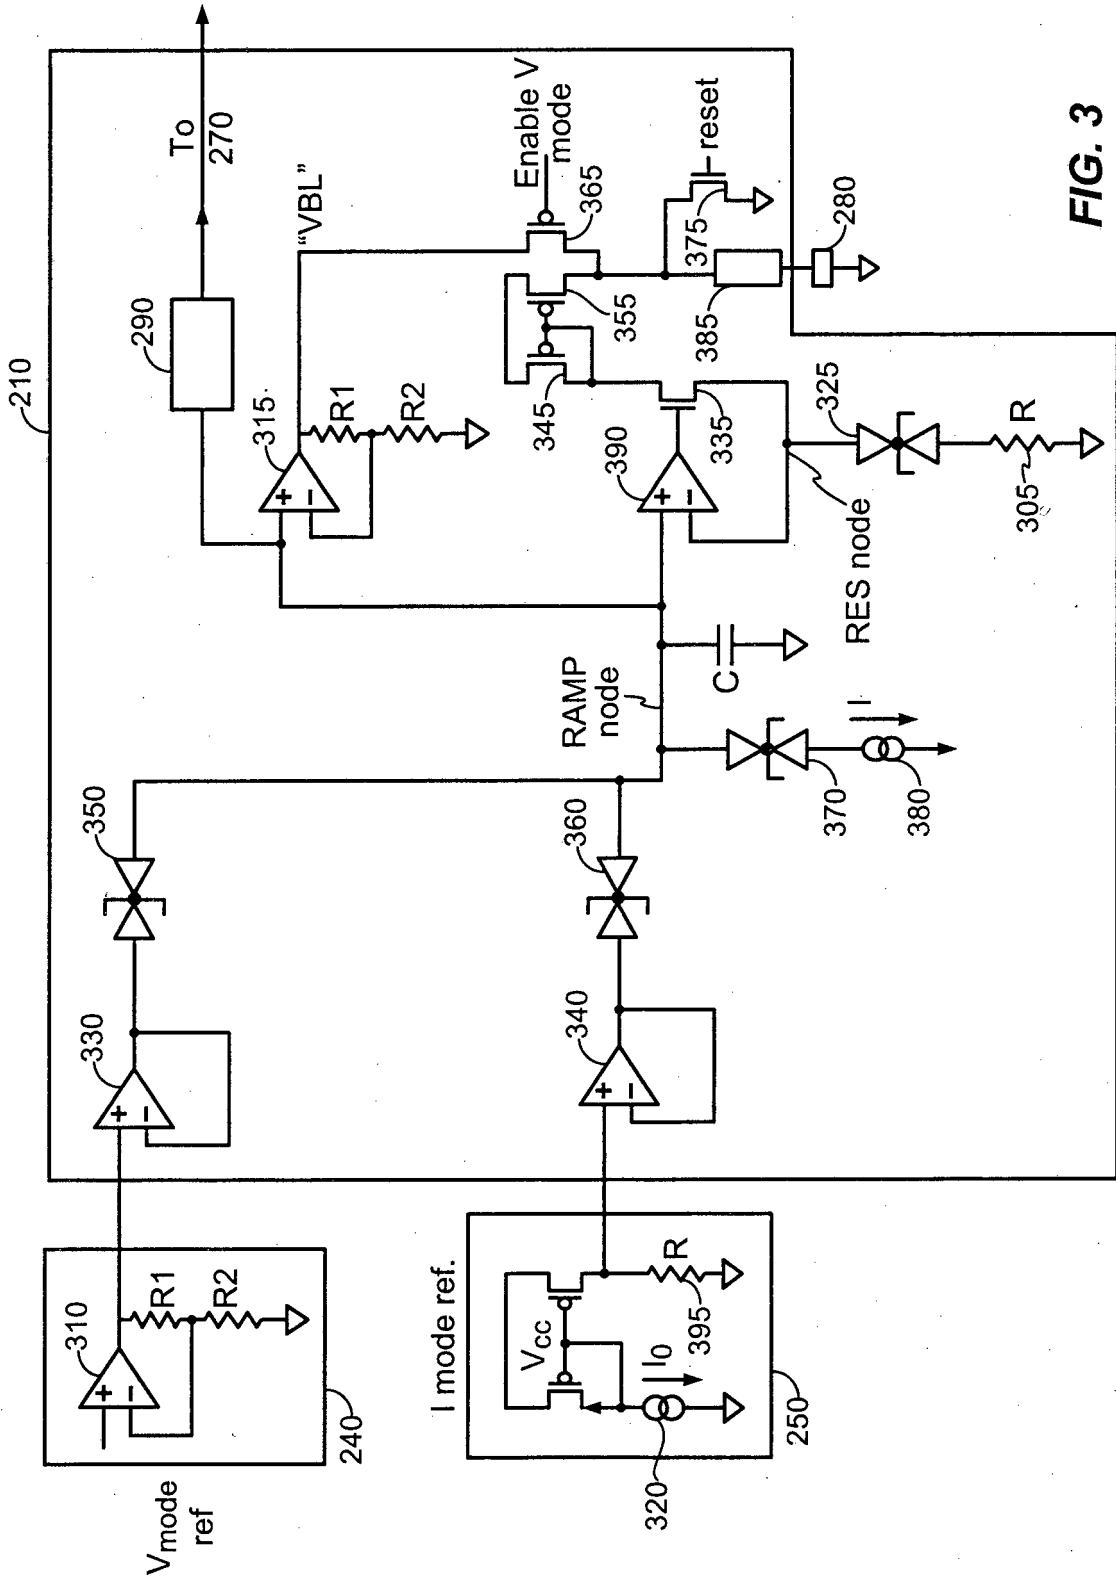 210
To
270
290
"VBL"
Enable V
mode
365
315
+
−
R1
R2
355
345
reset
375
385
280
FIG. 3
390
+
−
335
325
R
305
RES node
RAMP
node
C
I
370
380
350
360
330
+
−
340
+
−
310
+
−
R1
R2
240
Vmode
ref
I mode ref.
VCC
R
395
I0
320
250